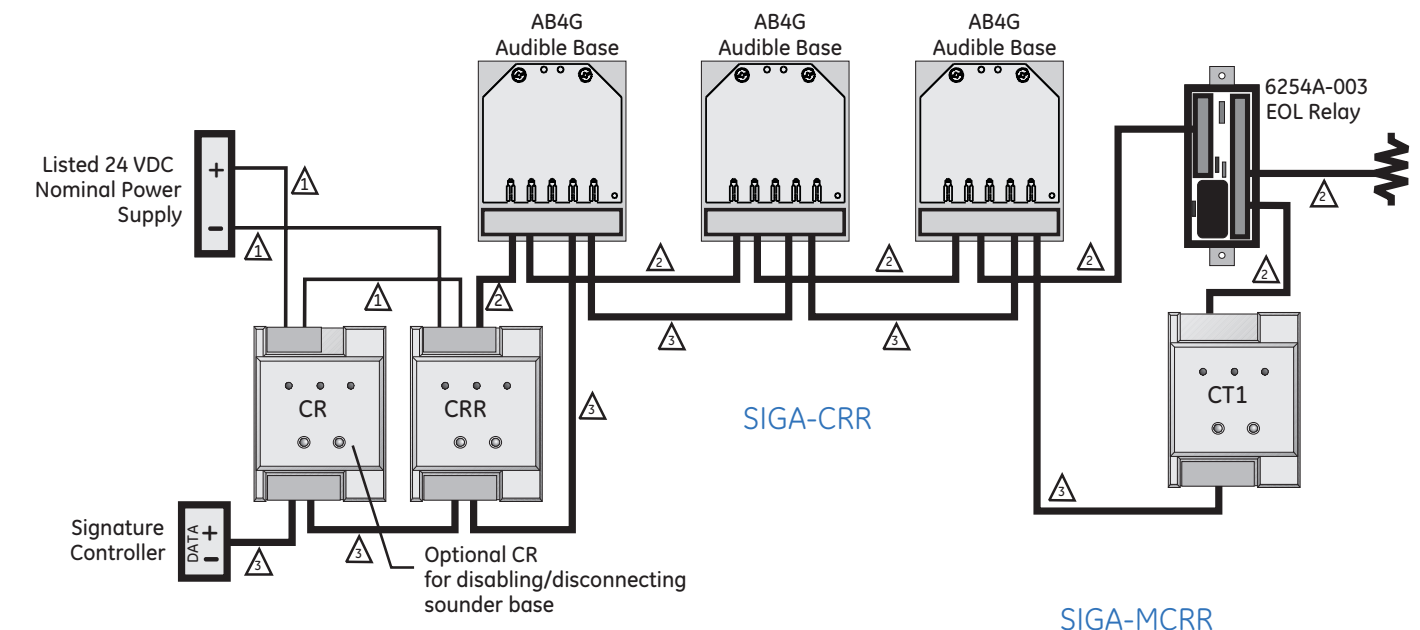 AB4G
Audible Base
AB4G
Audible Base
AB4G
Audible Base
6254A-003
EOL Relay
Listed 24 VDC
Nominal Power
Supply
+
−
1
1
1
2
2
2
2
2
2
3
3
3
CR
CRR
CT1
SIGA-CRR
3
3
3
Signature
Controller
DATA
+
−
Optional CR
for disabling/disconnecting
sounder base
SIGA-MCRR